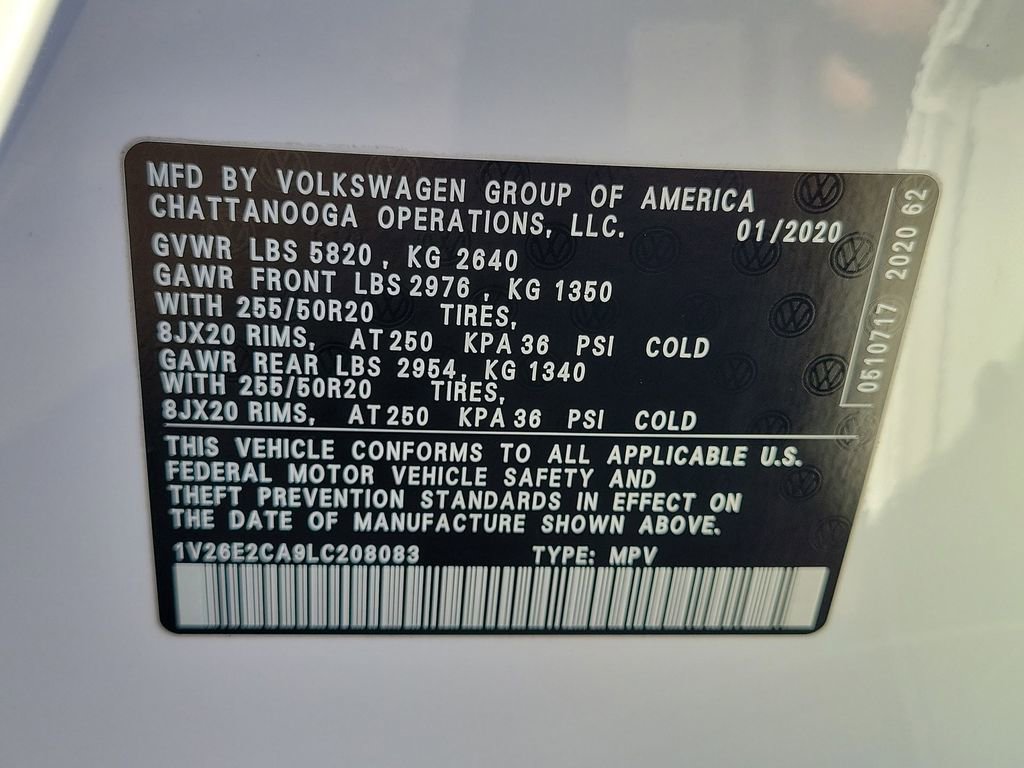 MFD BY VOLKSWAGEN GROUP OF AMERICA
CHATTANOOGA OPERATIONS, LLC. 01/2020
GVWR LBS 5820 , KG 2640
GAWR FRONT LBS 2976 , KG 1350
WITH 255/50R20 TIRES,
8JX20 RIMS, AT 250 KPA 36 PSI COLD
GAWR REAR LBS 2954, KG 1340
WITH 255/50R20 TIRES,
8JX20 RIMS, AT 250 KPA 36 PSI COLD
THIS VEHICLE CONFORMS TO ALL APPLICABLE U.S.
FEDERAL MOTOR VEHICLE SAFETY AND
THEFT PREVENTION STANDARDS IN EFFECT ON
THE DATE OF MANUFACTURE SHOWN ABOVE.
1V26E2CA9LC208083 TYPE: MPV
0510717 2020 62